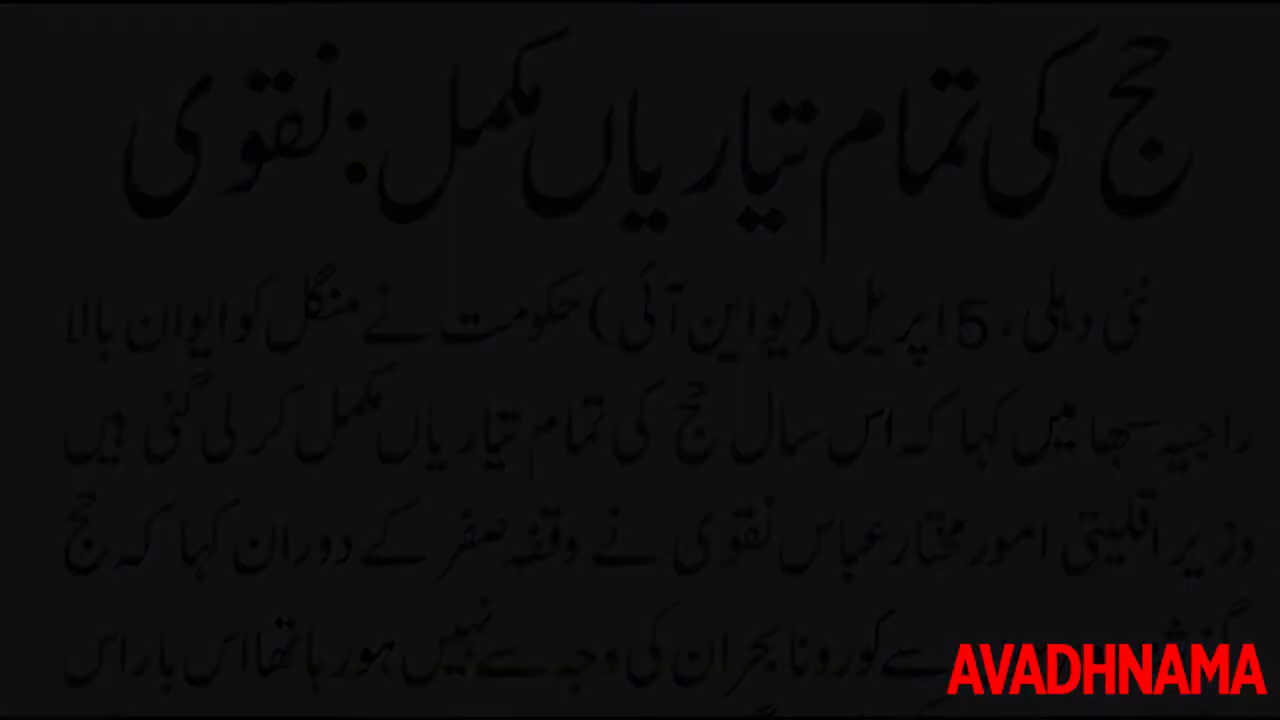 حج کی تمام تیاریاں مکمل: نقوی
نئی دہلی، 5 اپریل (یو این آئی) حکومت نے منگل کو ایوان بالا
راجیہ سبھا میں کہا کہ اس سال حج کی تمام تیاریاں مکمل کر لی گئی ہیں
وزیر اقلیتی امور مختار عباس نقوی نے وقفہ صفر کے دوران کہا کہ حج
سے کورونا بحران کی وجہ سے نہیں ہو رہا تھا اس بار اس
AVADHNAMA